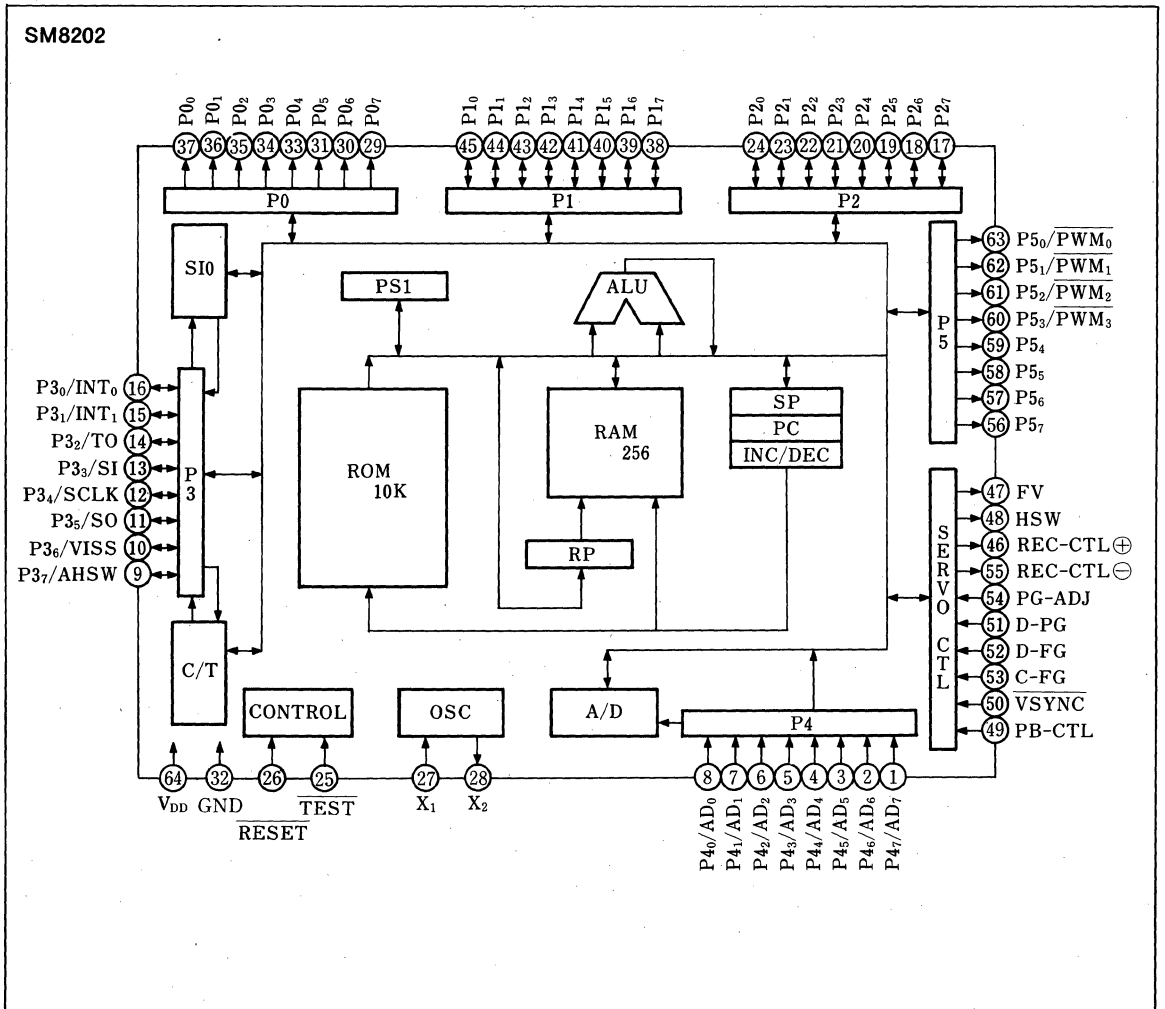 SM8202
P0₀ P0₁ P0₂ P0₃ P0₄ P0₅ P0₆ P0₇
P1₀ P1₁ P1₂ P1₃ P1₄ P1₅ P1₆ P1₇
P2₀ P2₁ P2₂ P2₃ P2₄ P2₅ P2₆ P2₇
37 36 35 34 33 31 30 29
45 44 43 42 41 40 39 38
24 23 22 21 20 19 18 17
P0
P1
P2
SI0
PS1
ALU
P3₀/INT₀ 16
P3₁/INT₁ 15
P3₂/TO 14
P3₃/SI 13
P3₄/SCLK 12
P3₅/SO 11
P3₆/VISS 10
P3₇/AHSW 9
P3
ROM
10K
RAM
256
SP
PC
INC/DEC
RP
P5
63 P5₀/P̅W̅M̅₀
62 P5₁/P̅W̅M̅₁
61 P5₂/P̅W̅M̅₂
60 P5₃/P̅W̅M̅₃
59 P5₄
58 P5₅
57 P5₆
56 P5₇
SERVO CTL
47 FV
48 HSW
46 REC-CTL⊕
55 REC-CTL⊖
54 PG-ADJ
51 D-PG
52 D-FG
53 C-FG
50 V̅S̅Y̅N̅C̅
49 PB-CTL
C/T
CONTROL
OSC
A/D
P4
64 32 26 25 27 28
8 7 6 5 4 3 2 1
V_DD GND R̅E̅S̅E̅T̅ T̅E̅S̅T̅ X₁ X₂
P4₀/AD₀ P4₁/AD₁ P4₂/AD₂ P4₃/AD₃ P4₄/AD₄ P4₅/AD₅ P4₆/AD₆ P4₇/AD₇